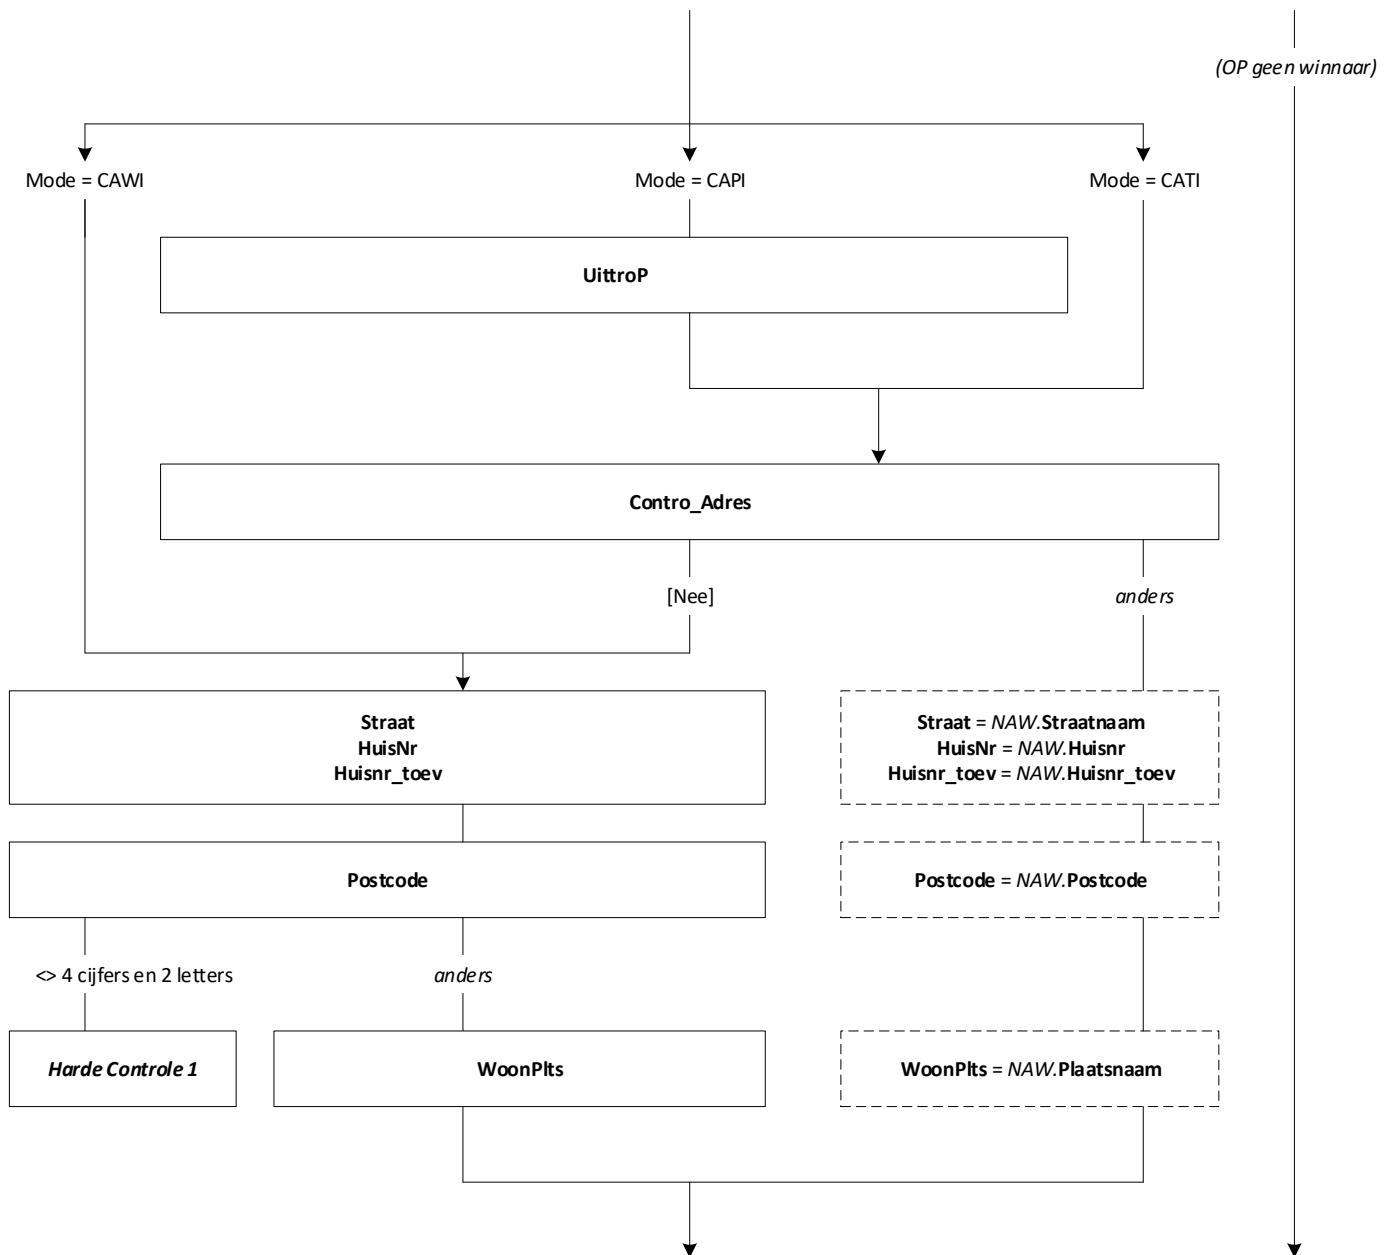 (OP geen winnaar)
Mode = CAWI
Mode = CAPI
Mode = CATI
UittroP
Contro_Adres
[Nee]
anders
Straat
HuisNr
Huisnr_toev
Straat = NAW.Straatnaam
HuisNr = NAW.Huisnr
Huisnr_toev = NAW.Huisnr_toev
Postcode
Postcode = NAW.Postcode
<> 4 cijfers en 2 letters
anders
Harde Controle 1
WoonPlts
WoonPlts = NAW.Plaatsnaam